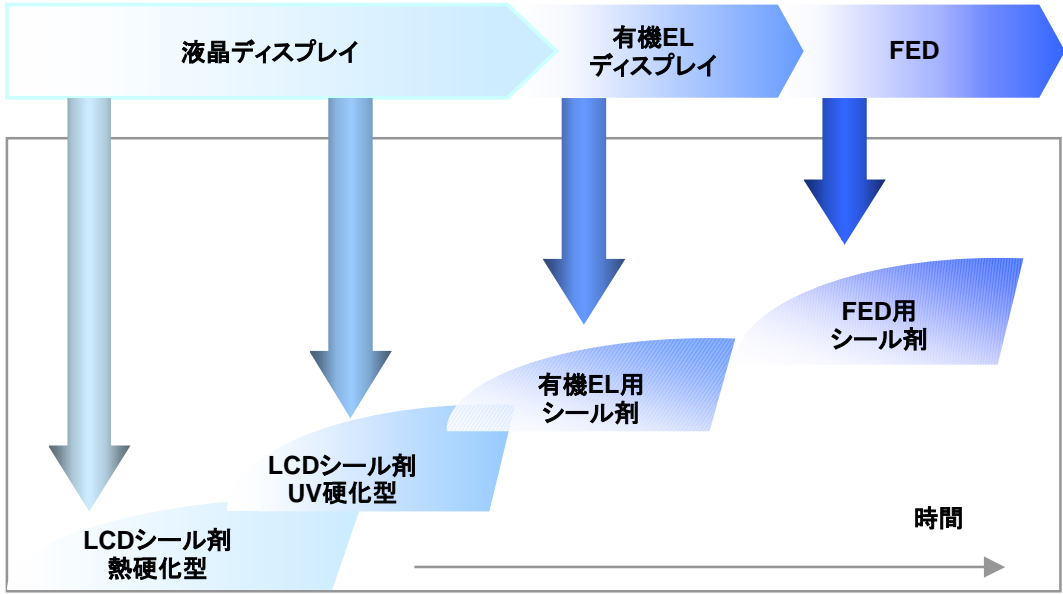 液晶ディスプレイ
有機EL
ディスプレイ
FED
FED用
シール剤
有機EL用
シール剤
LCDシール剤
UV硬化型
LCDシール剤
熱硬化型
時間